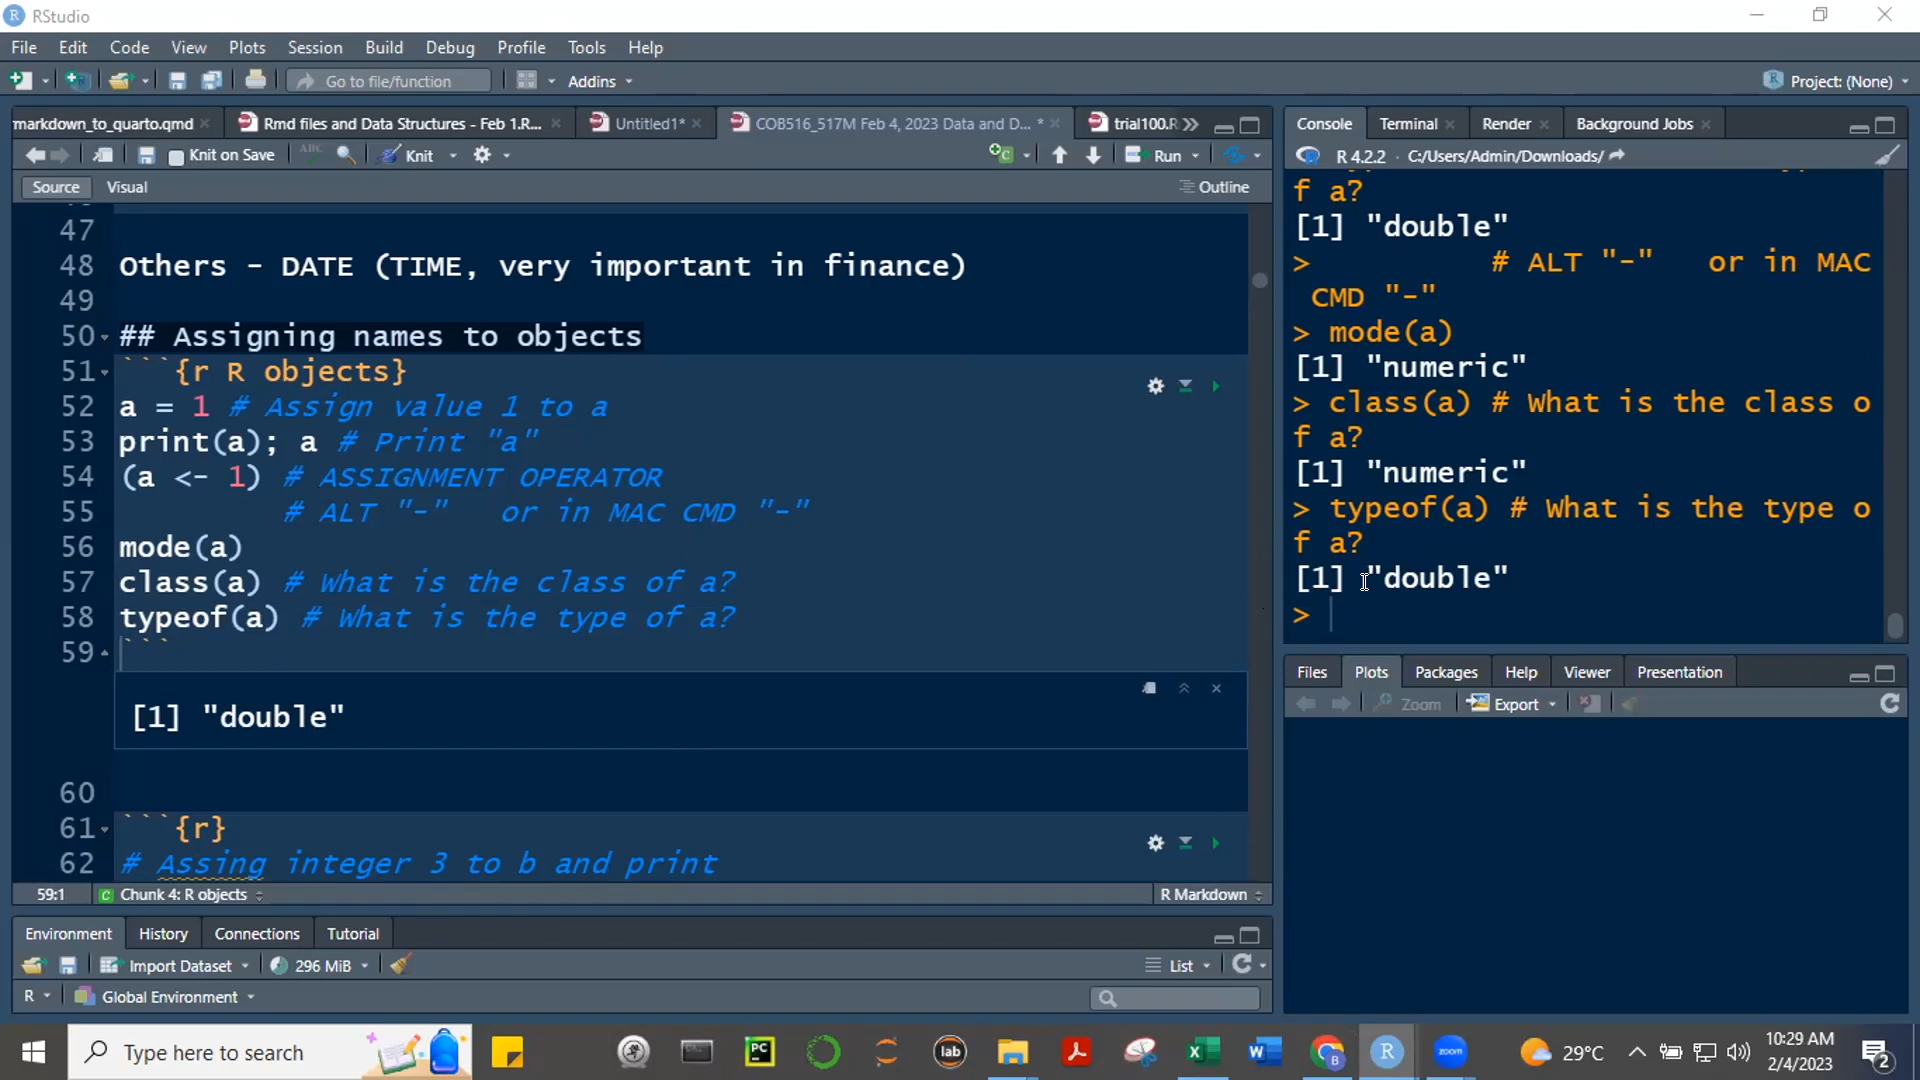 RStudio
File Edit Code View Plots Session Build Debug Profile Tools Help
Go to file/function Addins Project: (None)
markdown_to_quarto.qmd Rmd files and Data Structures - Feb 1.R... Untitled1* COB516_517M Feb 4, 2023 Data and D... * trial100.R
Knit on Save ABC Knit Run
Source Visual Outline
47
48 Others - DATE (TIME, very important in finance)
49
50 ## Assigning names to objects
51 ```{r R objects}
52 a = 1 # Assign value 1 to a
53 print(a); a # Print "a"
54 (a <- 1) # ASSIGNMENT OPERATOR
55 # ALT "-" or in MAC CMD "-"
56 mode(a)
57 class(a) # What is the class of a?
58 typeof(a) # What is the type of a?
59 ```
[1] "double"
60
61 ```{r}
62 # Assing integer 3 to b and print
59:1 Chunk 4: R objects R Markdown
Environment History Connections Tutorial
Import Dataset 296 MiB List
R Global Environment
Console Terminal Render Background Jobs
R 4.2.2 · C:/Users/Admin/Downloads/
f a?
[1] "double"
> # ALT "-" or in MAC
CMD "-"
> mode(a)
[1] "numeric"
> class(a) # What is the class o
f a?
[1] "numeric"
> typeof(a) # What is the type o
f a?
[1] "double"
>
Files Plots Packages Help Viewer Presentation
Zoom Export
Type here to search PC lab zoom 29°C 10:29 AM
2/4/2023 2